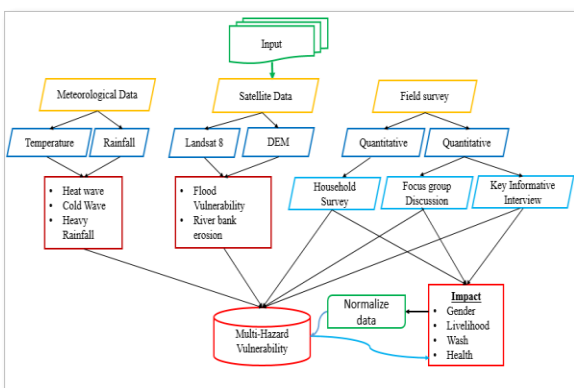 Input
Meteorological Data
Satellite Data
Field survey
Temperature
Rainfall
Landsat 8
DEM
Quantitative
Quantitative
• Heat wave
• Cold Wave
• Heavy
Rainfall
• Flood
Vulnerability
• River bank
erosion
Household
Survey
Focus group
Discussion
Key Informative
Interview
Normalize
data
Multi-Hazard
Vulnerability
Impact
• Gender
• Livelihood
• Wash
• Health